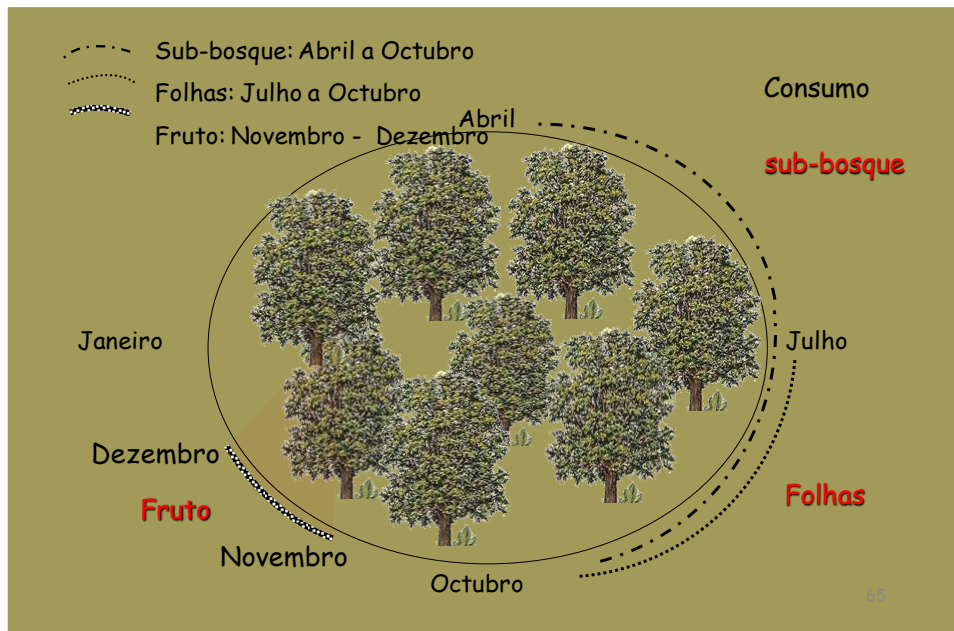 Sub-bosque: Abril a Octubro
Folhas: Julho a Octubro
Fruto: Novembro - Dezembro
Consumo
Abril
sub-bosque
Janeiro
Julho
Dezembro
Folhas
Fruto
Novembro
Octubro
65